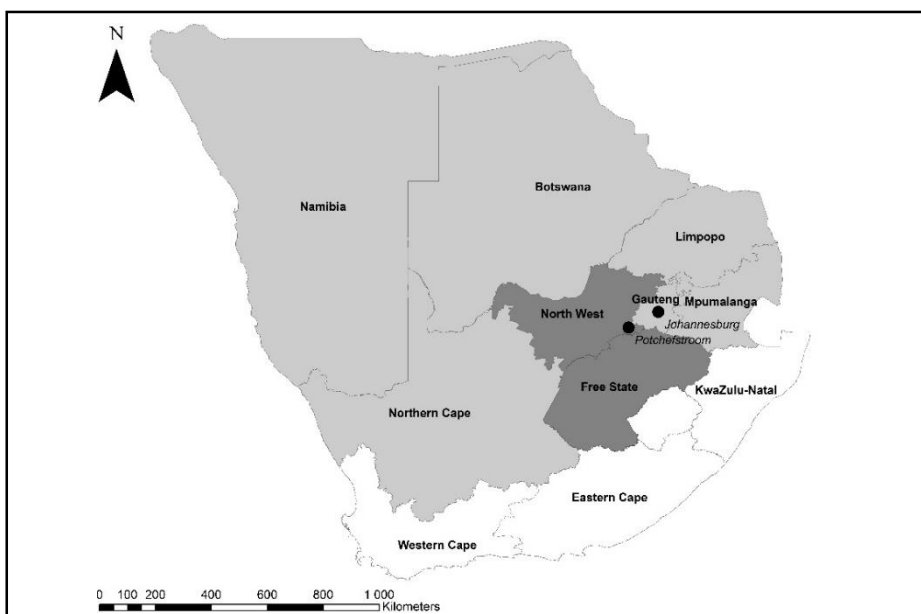 N
Namibia
Botswana
Limpopo
Gauteng Mpumalanga
North West
Johannesburg
Potchefstroom
Free State
KwaZulu-Natal
Northern Cape
Eastern Cape
Western Cape
0 100 200 400 600 800 1 000
Kilometers